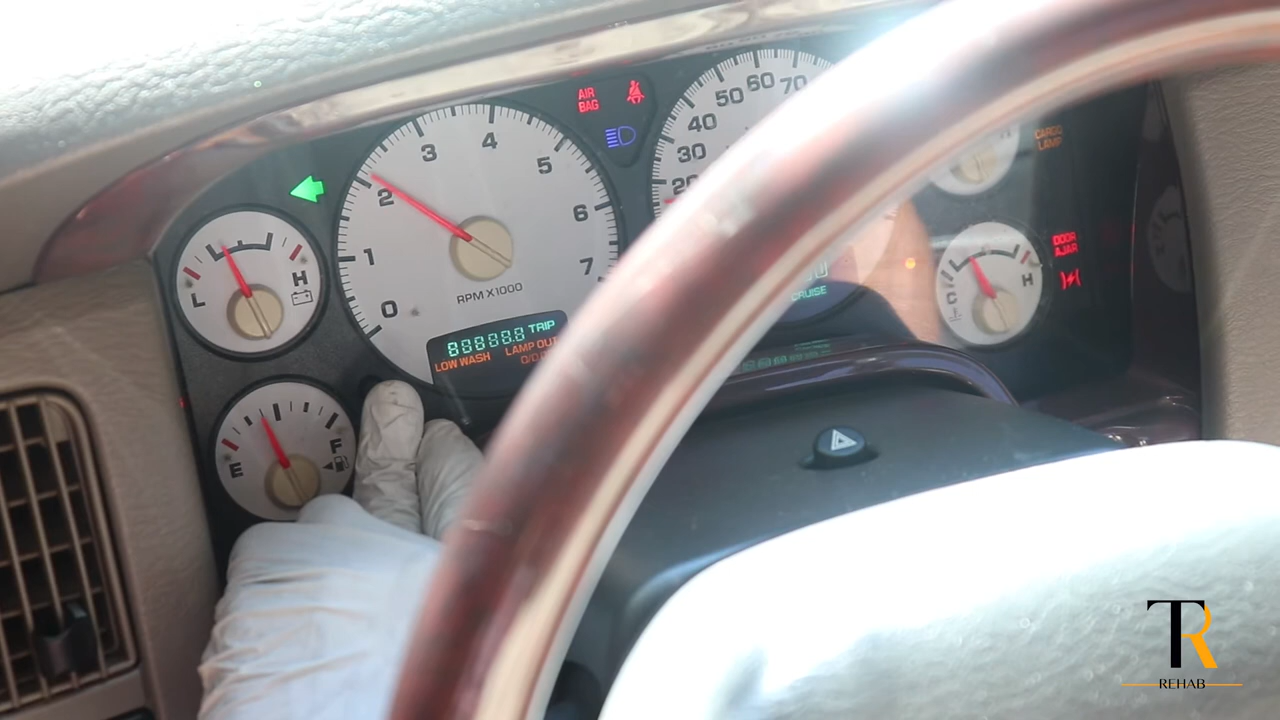 AIR
BAG
50 60 70
40
30
20
3 4 5
2 6
1 7
0
RPM X1000
L H
TRIP
LOW WASH LAMP OUT
E F
CARGO
LAMP
DOOR
AJAR
C H
CRUISE
TR
REHAB